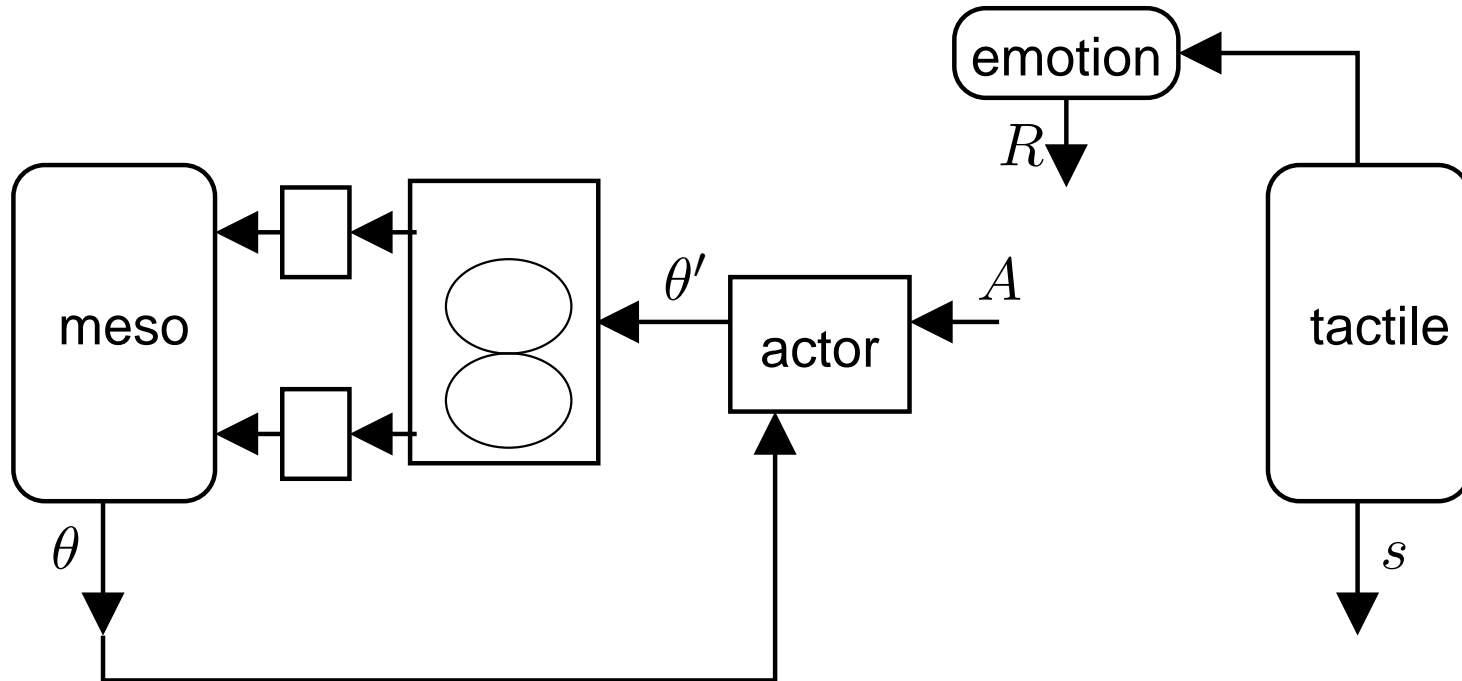 emotion
R
meso
θ′
A
actor
tactile
θ
s